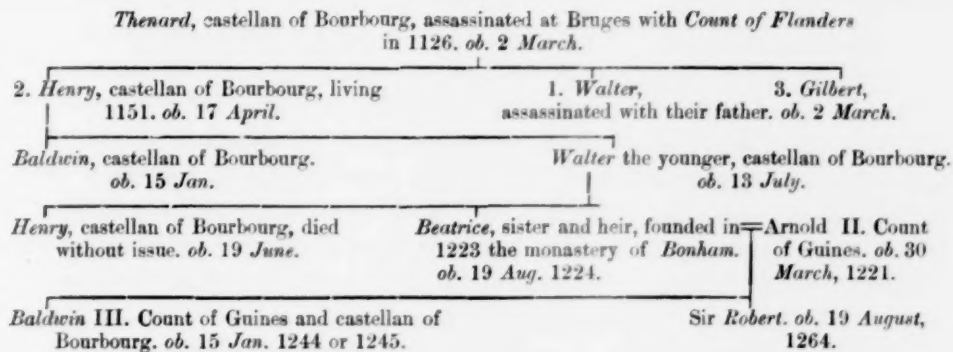 Thenard, castellan of Bourbourg, assassinated at Bruges with Count of Flanders
in 1126. ob. 2 March.
2. Henry, castellan of Bourbourg, living
1151. ob. 17 April.
1. Walter,
3. Gilbert,
assassinated with their father. ob. 2 March.
Baldwin, castellan of Bourbourg.
ob. 15 Jan.
Walter the younger, castellan of Bourbourg.
ob. 13 July.
Henry, castellan of Bourbourg, died
without issue. ob. 19 June.
Beatrice, sister and heir, founded in
1223 the monastery of Bonham.
ob. 19 Aug. 1224.
Arnold II. Count
of Guines. ob. 30
March, 1221.
Baldwin III. Count of Guines and castellan of
Bourbourg. ob. 15 Jan. 1244 or 1245.
Sir Robert. ob. 19 August,
1264.